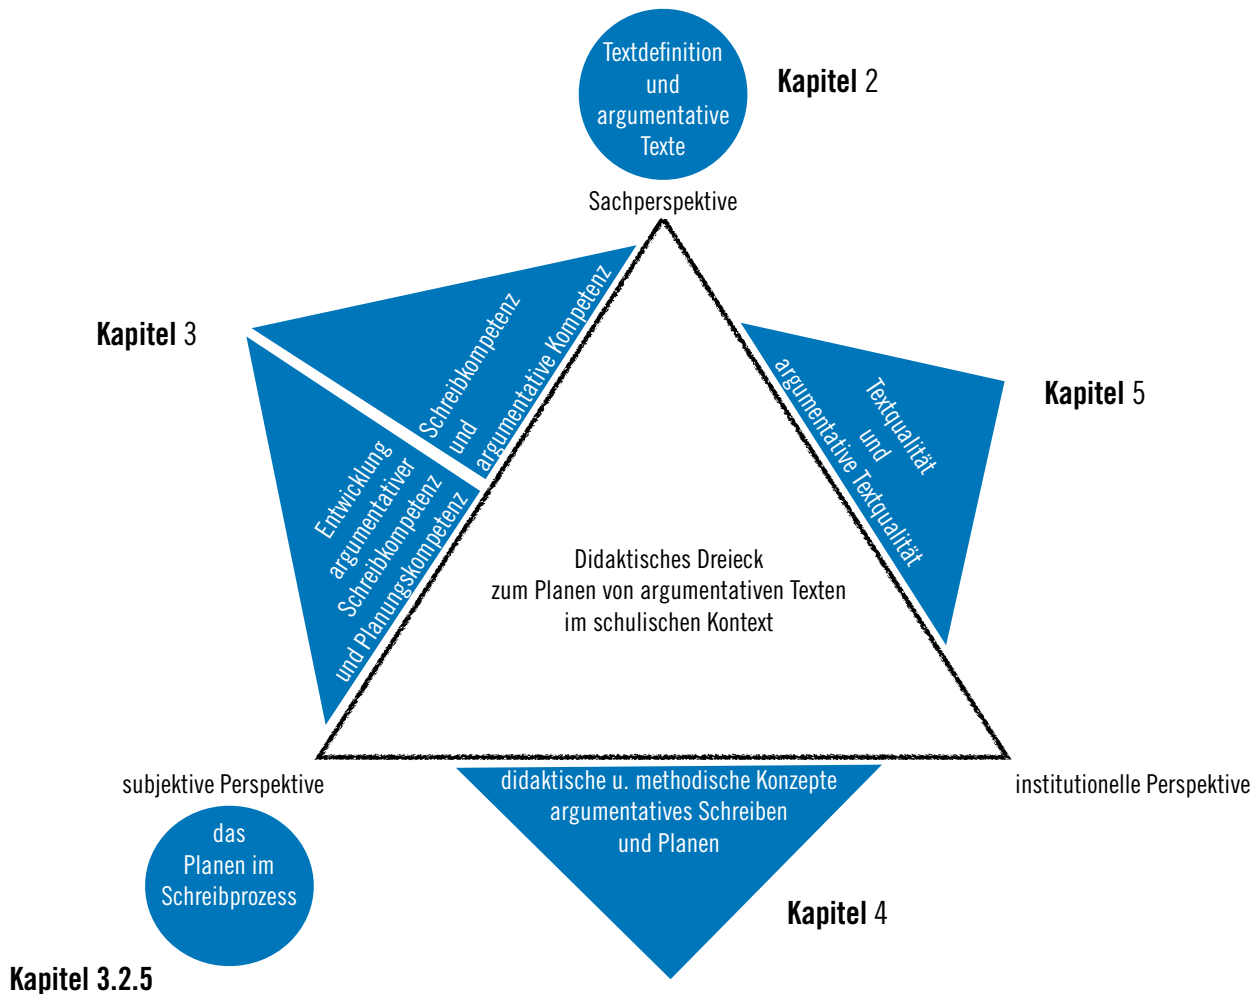 Textdefinition
und
argumentative
Texte
Kapitel 2
Sachperspektive
Kapitel 3
Schreibkompetenz
und
argumentative Kompetenz
Entwicklung
argumentativer
Schreibkompetenz
und Planungskompetenz
Textqualität
und
argumentative Textqualität
Kapitel 5
Didaktisches Dreieck
zum Planen von argumentativen Texten
im schulischen Kontext
subjektive Perspektive
institutionelle Perspektive
didaktische u. methodische Konzepte
argumentatives Schreiben
und Planen
Kapitel 4
das
Planen im
Schreibprozess
Kapitel 3.2.5